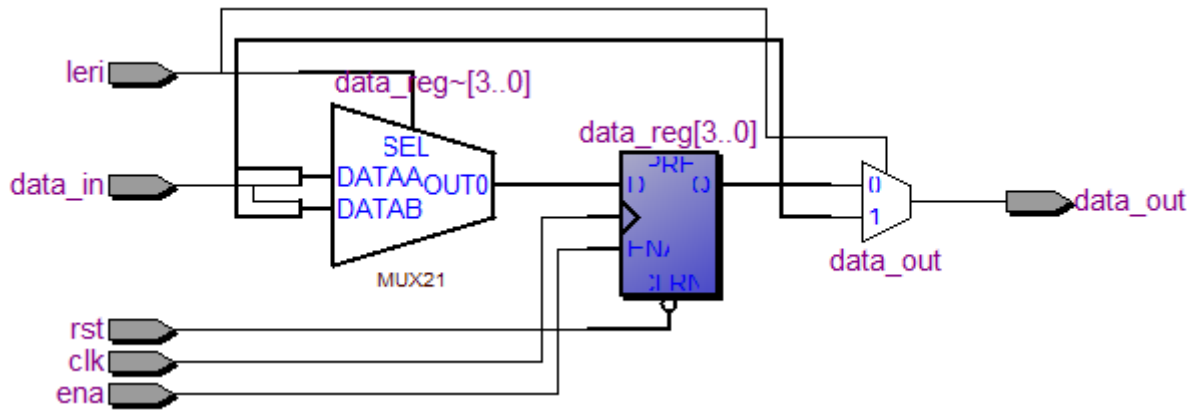 leri
data_reg~[3..0]
data_reg[3..0]
SEL
DATAA
OUT0
DATAB
data_in
D
Q
ENA
0
1
data_out
data_out
MUX21
rst
clk
ena